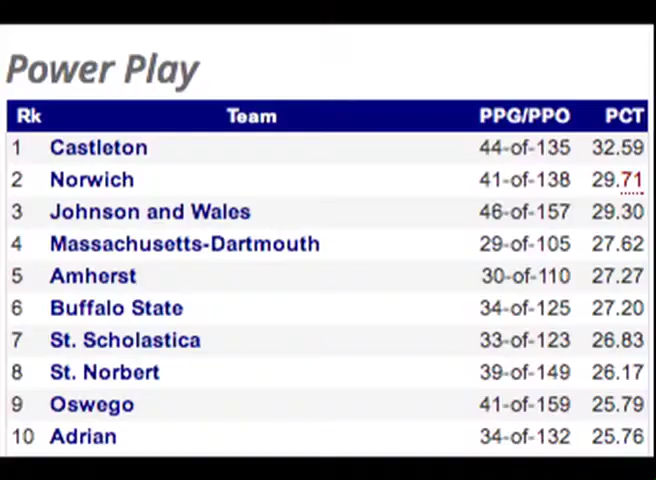 Power Play
Rk Team PPG/PPO PCT
1 Castleton 44-of-135 32.59
2 Norwich 41-of-138 29.71
3 Johnson and Wales 46-of-157 29.30
4 Massachusetts-Dartmouth 29-of-105 27.62
5 Amherst 30-of-110 27.27
6 Buffalo State 34-of-125 27.20
7 St. Scholastica 33-of-123 26.83
8 St. Norbert 39-of-149 26.17
9 Oswego 41-of-159 25.79
10 Adrian 34-of-132 25.76